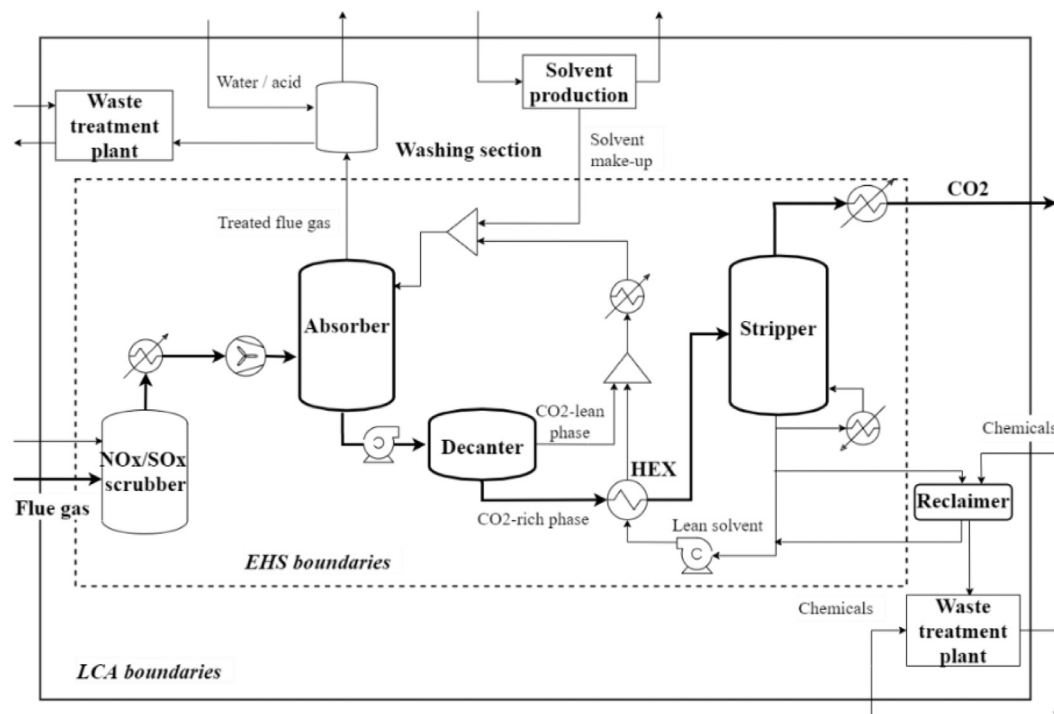 Water / acid
Solvent
production
Waste
treatment
plant
Washing section
Solvent
make-up
CO2
Treated flue gas
Absorber
Stripper
CO2-lean
phase
Decanter
Chemicals
NOx/SOx
scrubber
HEX
Reclaimer
Flue gas
CO2-rich phase
Lean solvent
C
C
EHS boundaries
Chemicals
Waste
treatment
plant
LCA boundaries